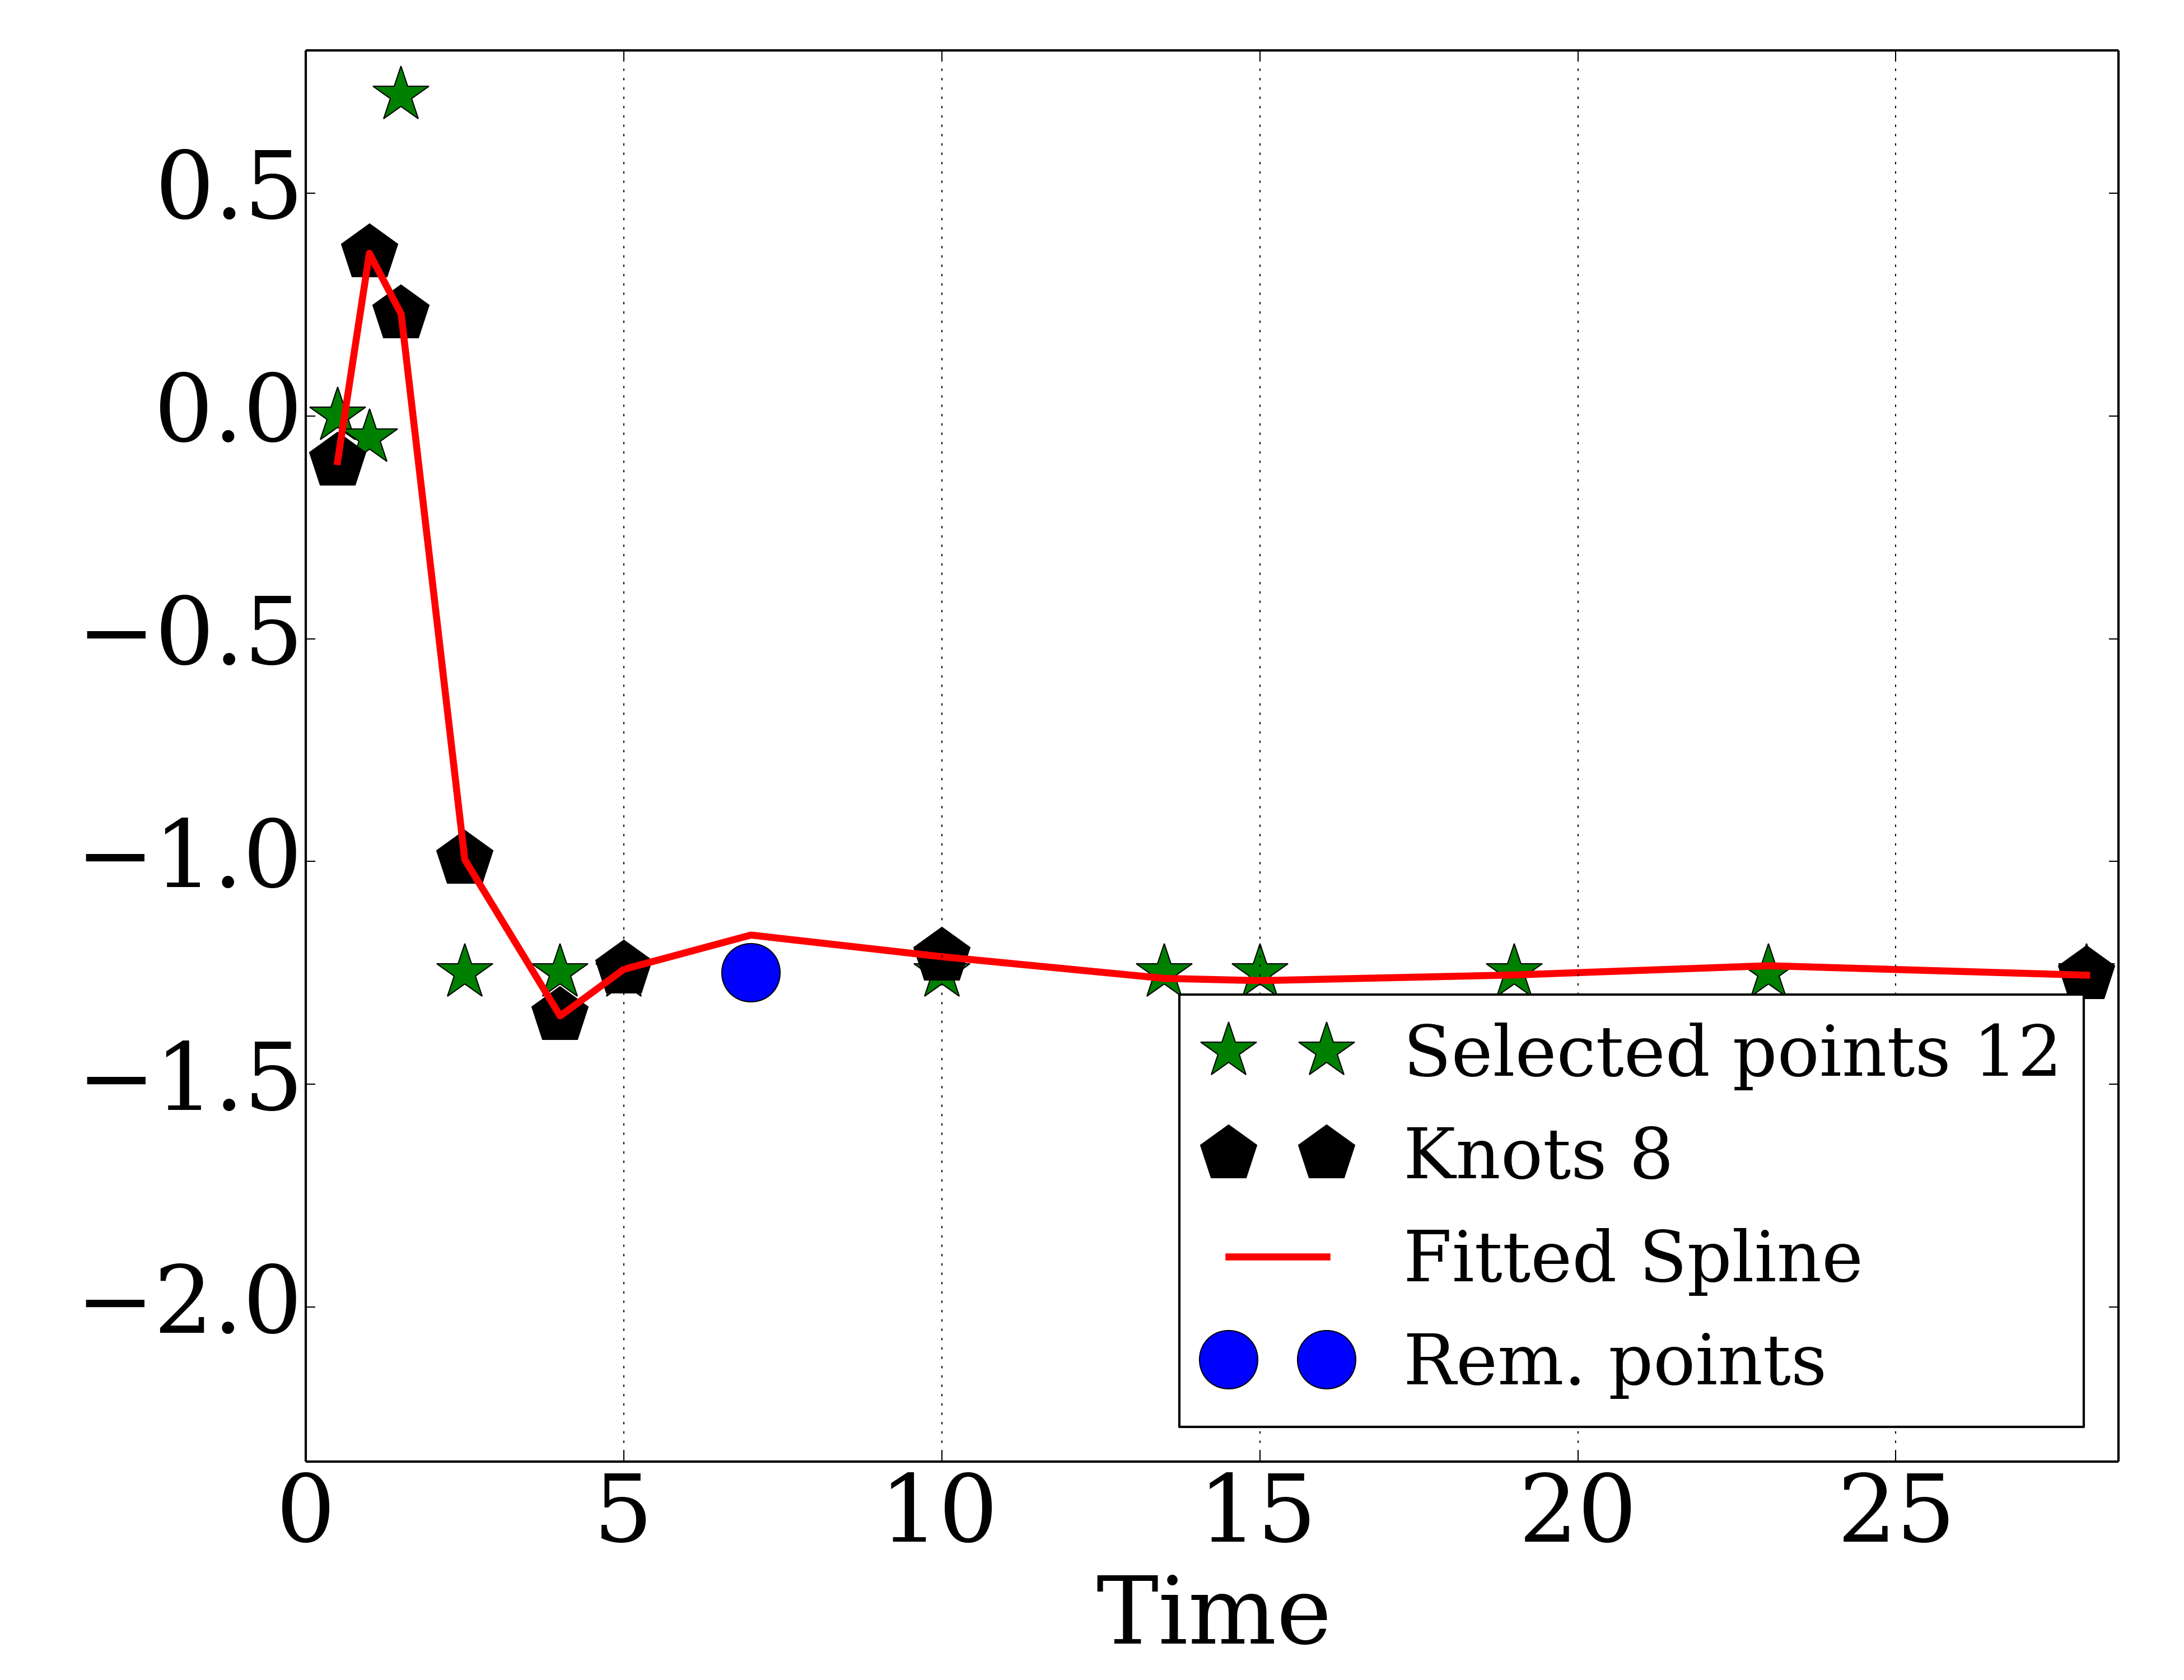 0.5
0.0
−0.5
−1.0
−1.5
−2.0
Selected points 12
Knots 8
Fitted Spline
Rem. points
0 5 10 15 20 25
Time